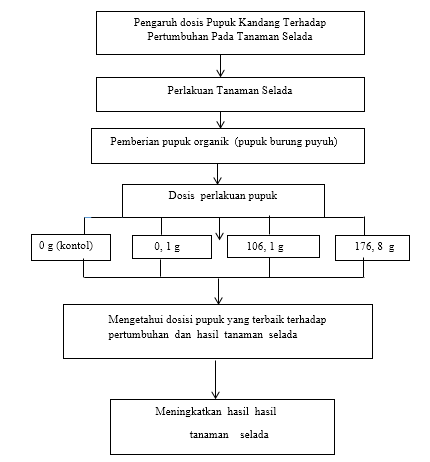 Pengaruh dosis Pupuk Kandang Terhadap
Pertumbuhan Pada Tanaman Selada
Perlakuan Tanaman Selada
Pemberian pupuk organik (pupuk burung puyuh)
Dosis perlakuan pupuk
0 g (kontol)
0, 1 g
106, 1 g
176, 8 g
Mengetahui dosisi pupuk yang terbaik terhadap
pertumbuhan dan hasil tanaman selada
Meningkatkan hasil hasil
tanaman selada